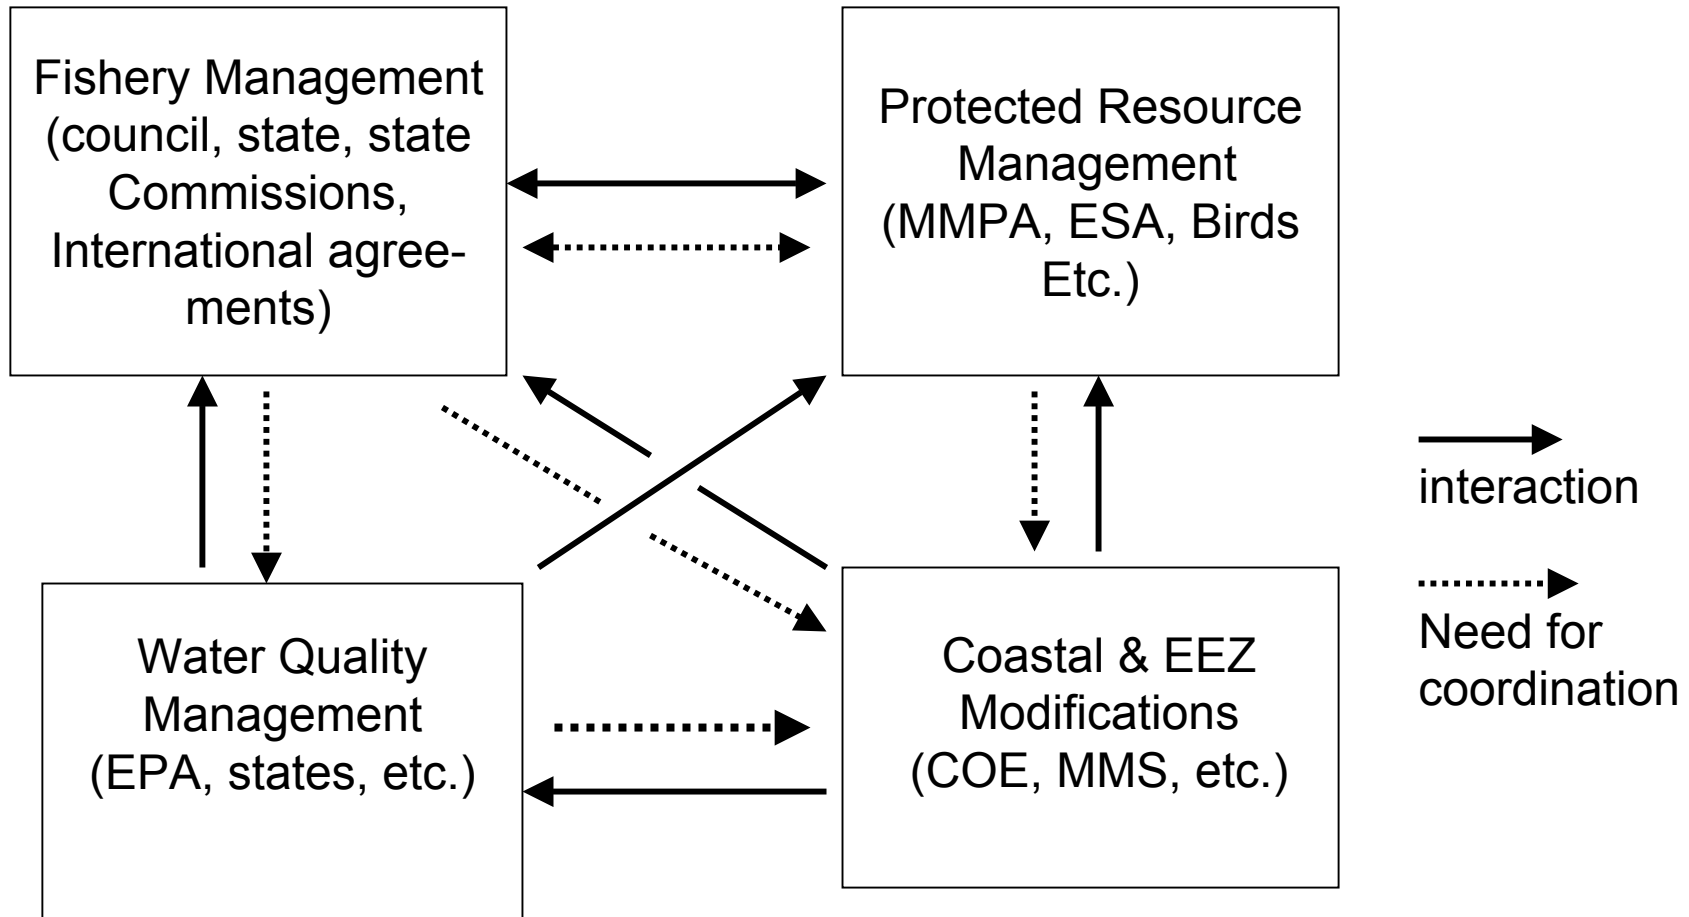 Fishery Management
(council, state, state
Commissions,
International agree-
ments)
Protected Resource
Management
(MMPA, ESA, Birds
Etc.)
interaction
Need for
coordination
Water Quality
Management
(EPA, states, etc.)
Coastal & EEZ
Modifications
(COE, MMS, etc.)